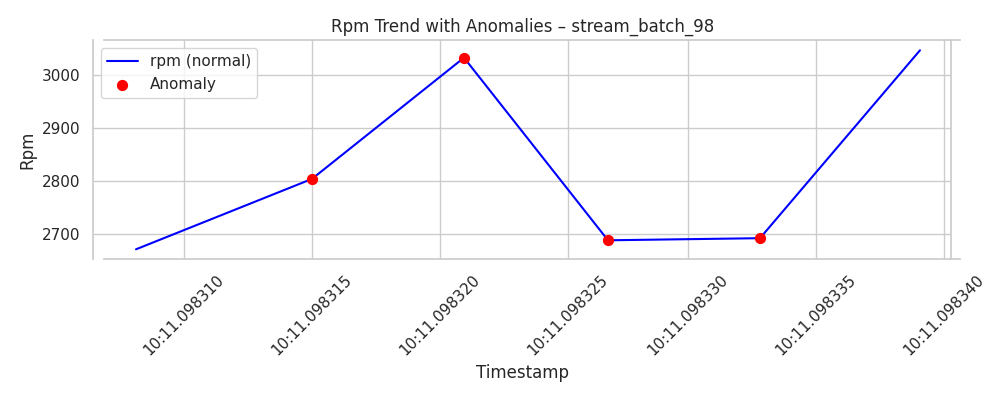 Rpm Trend with Anomalies – stream_batch_98
rpm (normal)
Anomaly
Rpm
3000
2900
2800
2700
10:11.098310
10:11.098315
10:11.098320
10:11.098325
10:11.098330
10:11.098335
10:11.098340
Timestamp